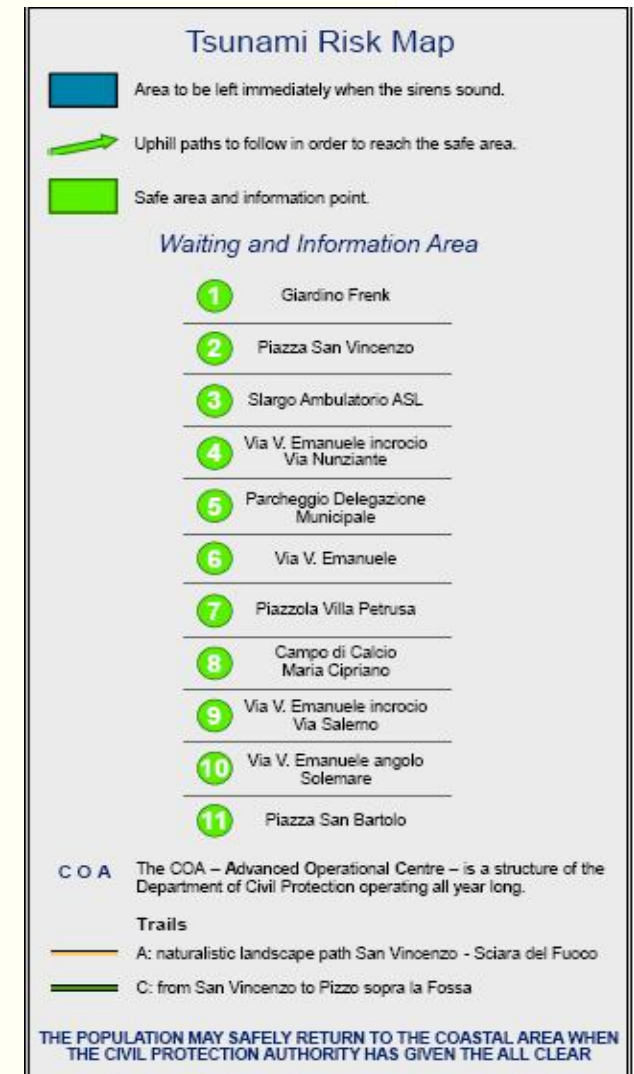 Tsunami Risk Map
Area to be left immediately when the sirens sound.
Uphill paths to follow in order to reach the safe area.
Safe area and information point.
Waiting and Information Area
1 Giardino Frenk
2 Piazza San Vincenzo
3 Slargo Ambulatorio ASL
4 Via V. Emanuele incrocio
Via Nunziante
5 Parcheggio Delegazione
Municipale
6 Via V. Emanuele
7 Piazzola Villa Petrusa
8 Campo di Calcio
Maria Cipriano
9 Via V. Emanuele incrocio
Via Salerno
10 Via V. Emanuele angolo
Solemare
11 Piazza San Bartolo
C O A The COA – Advanced Operational Centre – is a structure of the
Department of Civil Protection operating all year long.
Trails
A: naturalistic landscape path San Vincenzo - Sciara del Fuoco
C: from San Vincenzo to Pizzo sopra la Fossa
THE POPULATION MAY SAFELY RETURN TO THE COASTAL AREA WHEN
THE CIVIL PROTECTION AUTHORITY HAS GIVEN THE ALL CLEAR